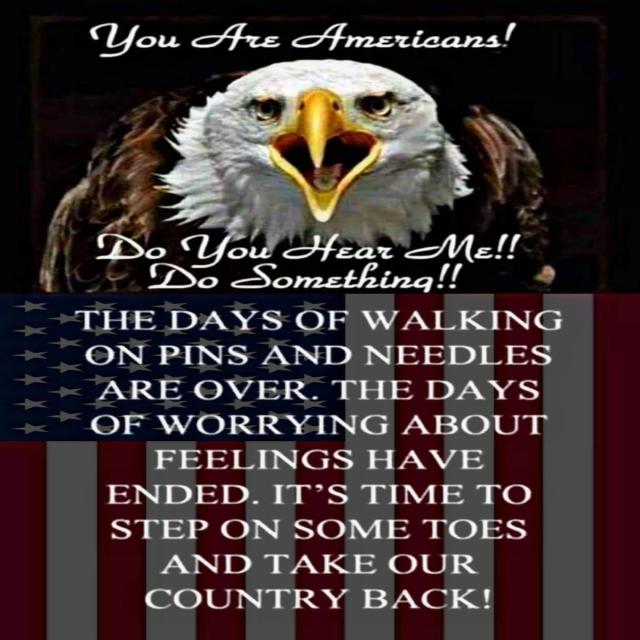 You Are Americans!
Do You Hear Me!!
Do Something!!
THE DAYS OF WALKING
ON PINS AND NEEDLES
ARE OVER. THE DAYS
OF WORRYING ABOUT
FEELINGS HAVE
ENDED. IT'S TIME TO
STEP ON SOME TOES
AND TAKE OUR
COUNTRY BACK!